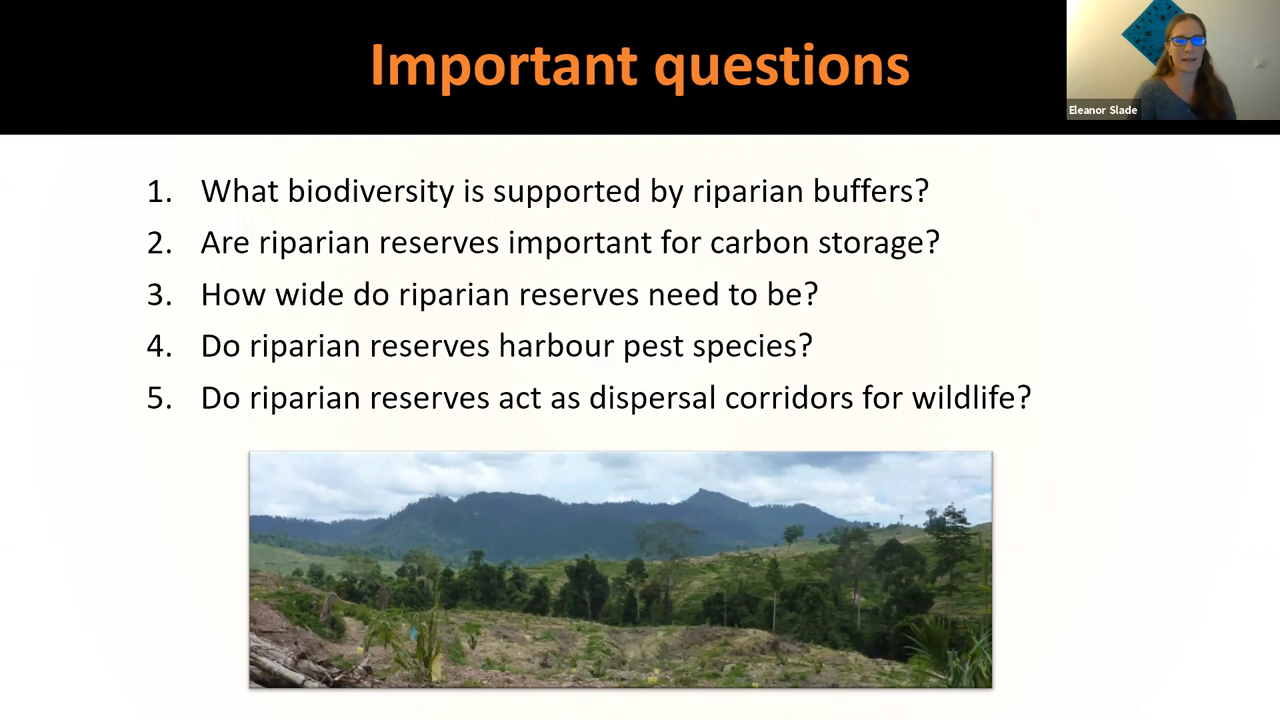 Important questions
Eleanor Slade
1. What biodiversity is supported by riparian buffers?
2. Are riparian reserves important for carbon storage?
3. How wide do riparian reserves need to be?
4. Do riparian reserves harbour pest species?
5. Do riparian reserves act as dispersal corridors for wildlife?